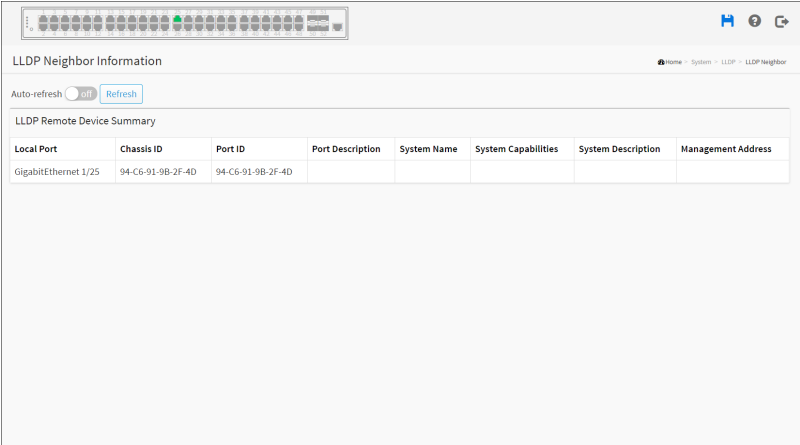 LLDP Neighbor Information
Home > System > LLDP > LLDP Neighbor
Auto-refresh off Refresh
LLDP Remote Device Summary
Local Port Chassis ID Port ID Port Description System Name System Capabilities System Description Management Address
GigabitEthernet 1/25 94-C6-91-9B-2F-4D 94-C6-91-9B-2F-4D